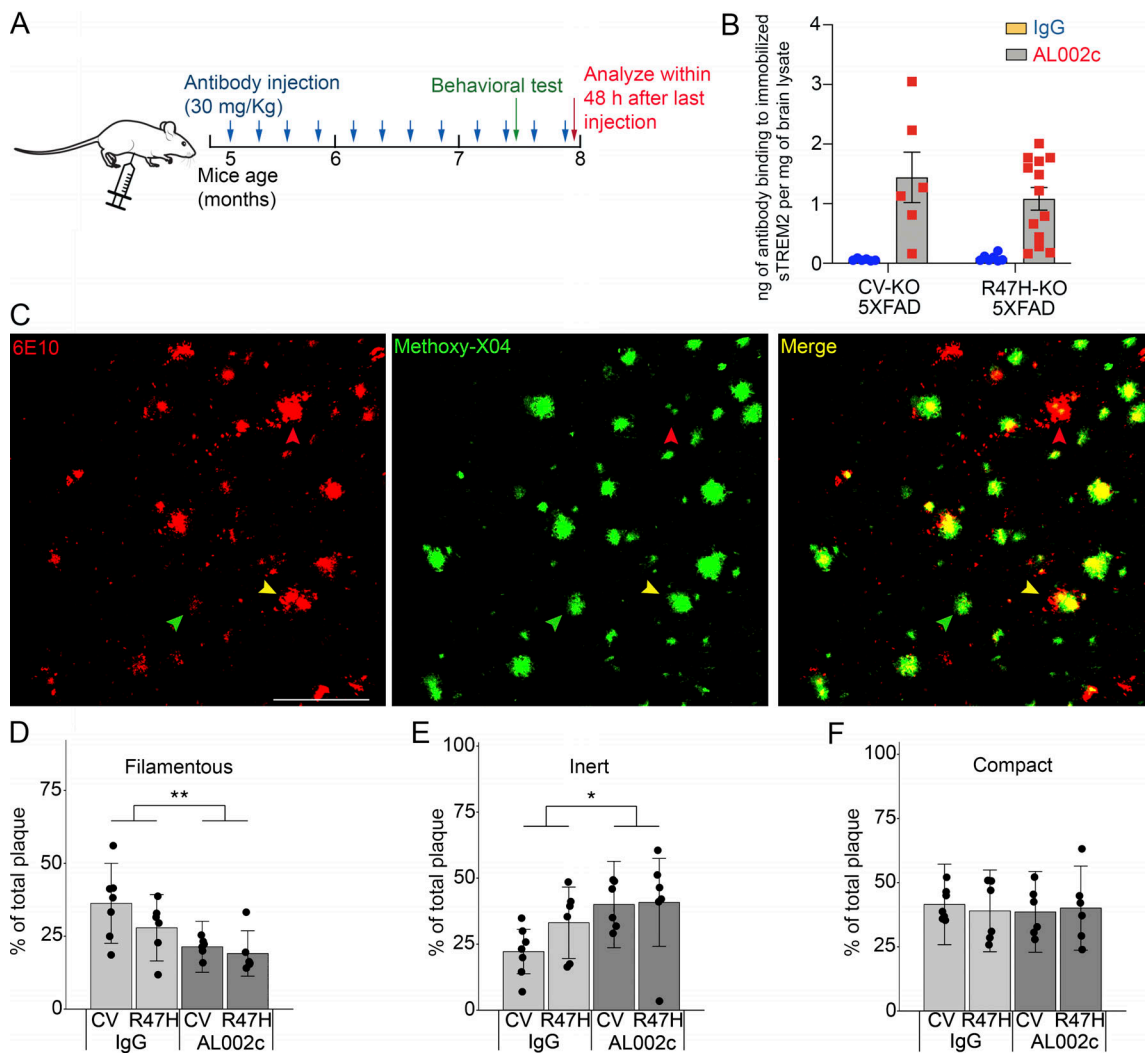 A
Antibody injection
(30 mg/Kg)
Behavioral test
Analyze within
48 h after last
injection
5
6
7
8
Mice age
(months)
B
IgG
AL002c
ng of antibody binding to immobilized
sTREM2 per mg of brain lysate
4
3
2
1
0
CV-KO
5XFAD
R47H-KO
5XFAD
C
6E10
Methoxy-X04
Merge
D
Filamentous
% of total plaque
75
50
25
0
**
CV
R47H
CV
R47H
IgG
AL002c
E
Inert
% of total plaque
100
75
50
25
0
*
CV
R47H
CV
R47H
IgG
AL002c
F
Compact
% of total plaque
100
75
50
25
0
CV
R47H
CV
R47H
IgG
AL002c